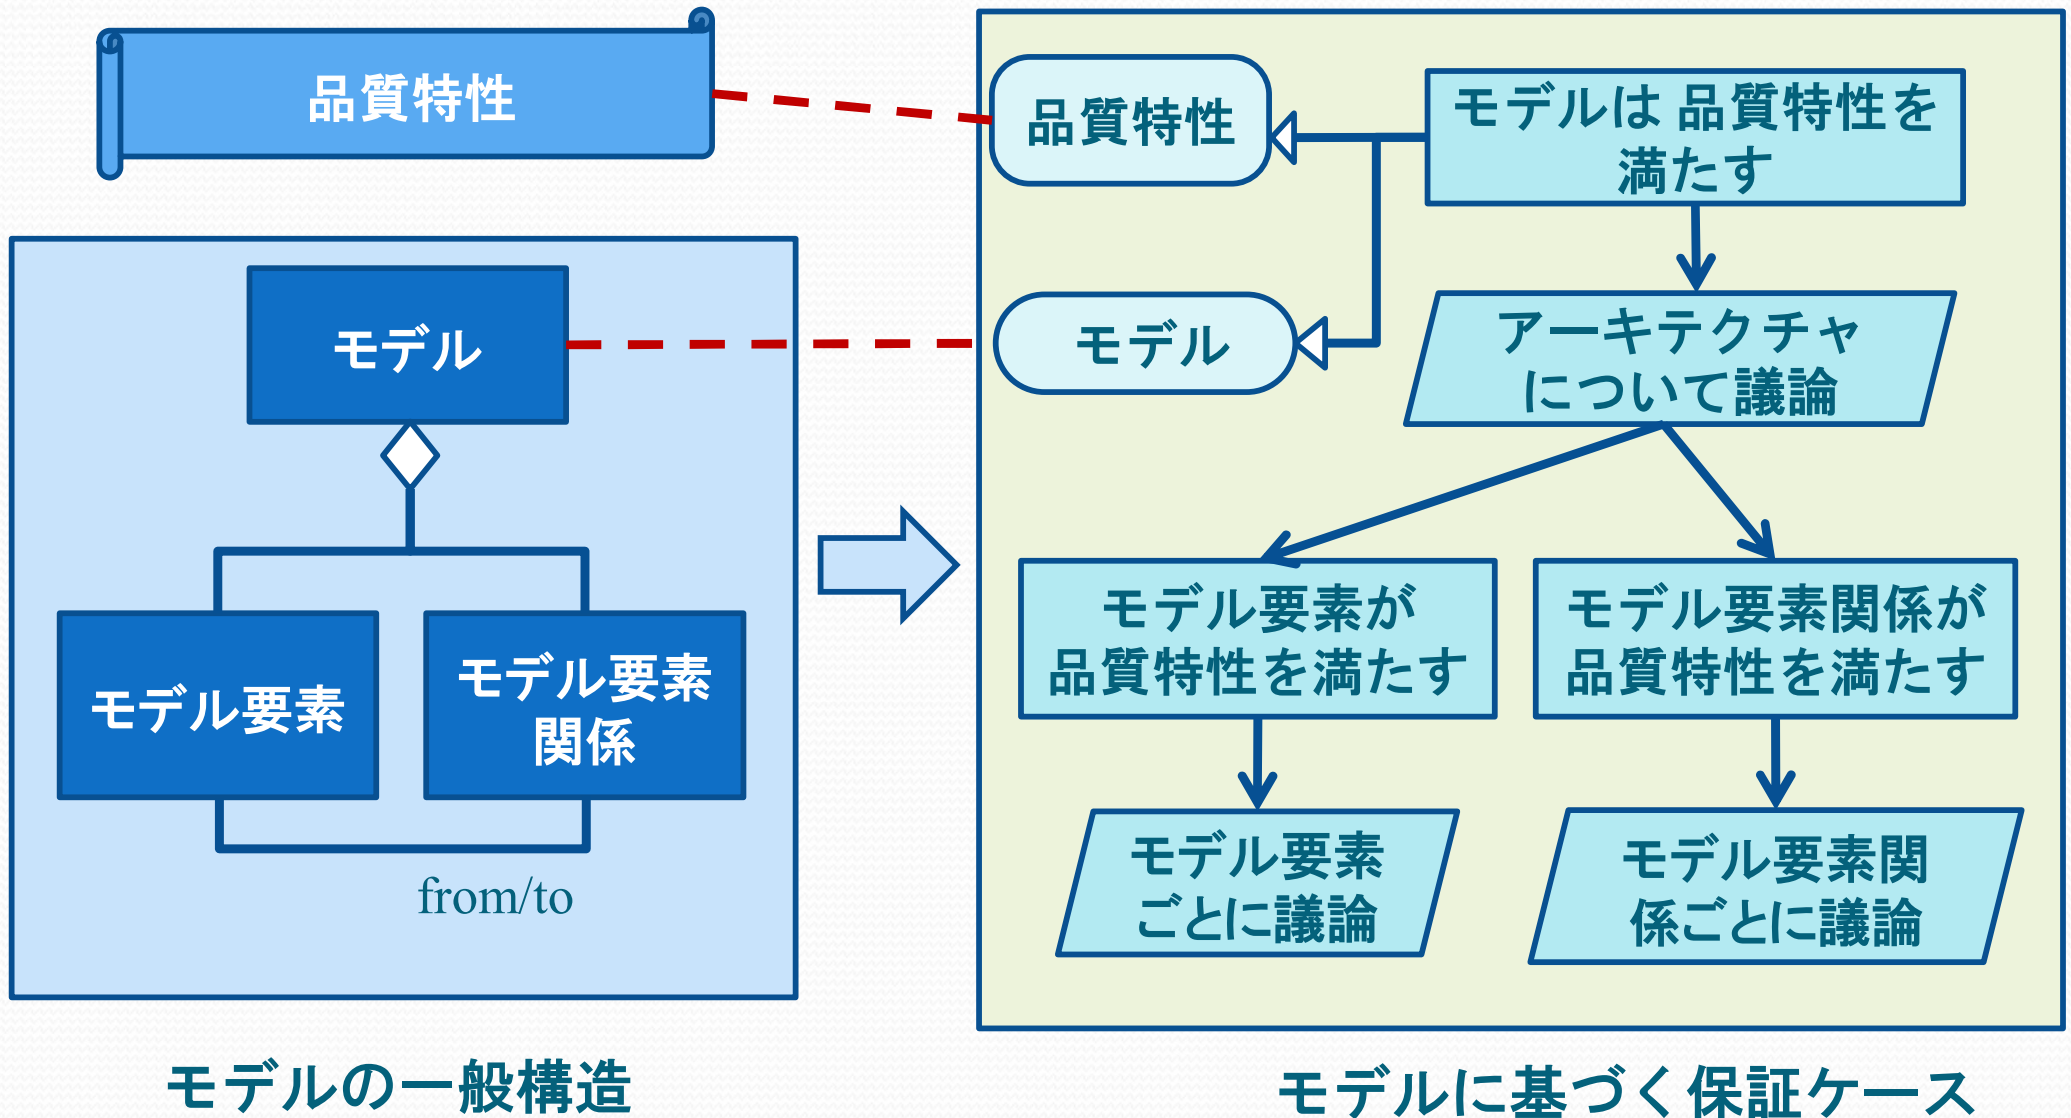 品質特性
モデル
モデル要素
モデル要素
関係
from/to
モデルの一般構造
品質特性
モデルは 品質特性を
満たす
モデル
アーキテクチャ
について議論
モデル要素が
品質特性を満たす
モデル要素関係が
品質特性を満たす
モデル要素
ごとに議論
モデル要素関
係ごとに議論
モデルに基づく保証ケース